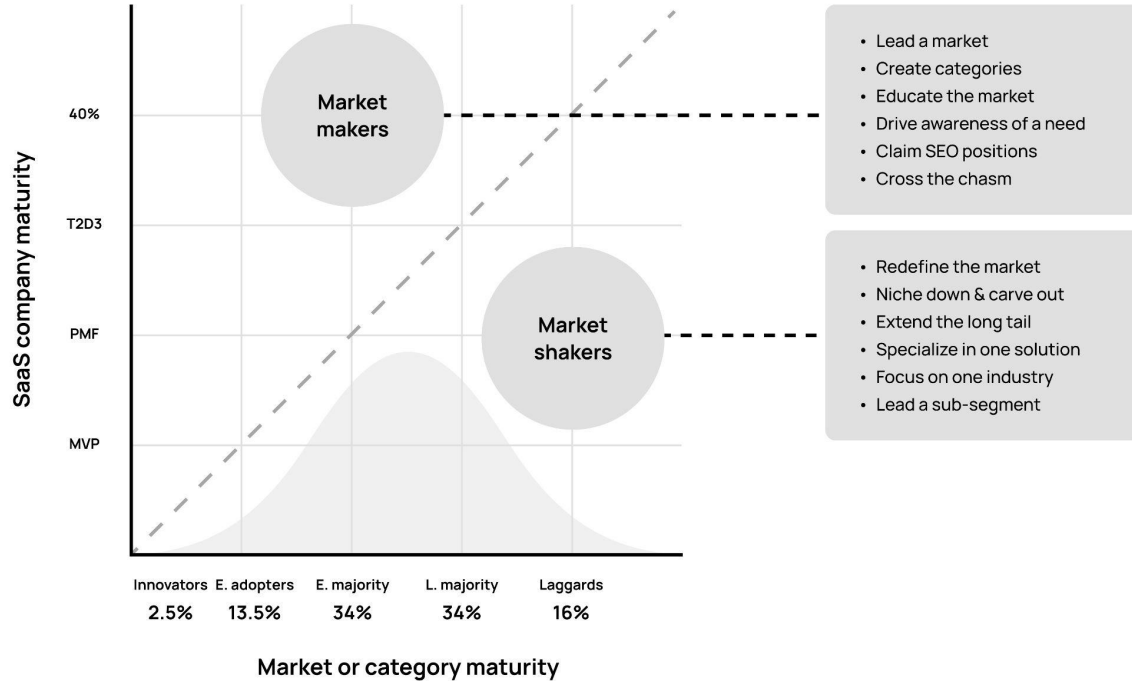 SaaS company maturity
40%
T2D3
PMF
MVP
Market
makers
Market
shakers
• Lead a market
• Create categories
• Educate the market
• Drive awareness of a need
• Claim SEO positions
• Cross the chasm
• Redefine the market
• Niche down & carve out
• Extend the long tail
• Specialize in one solution
• Focus on one industry
• Lead a sub-segment
Innovators E. adopters E. majority L. majority Laggards
2.5% 13.5% 34% 34% 16%
Market or category maturity